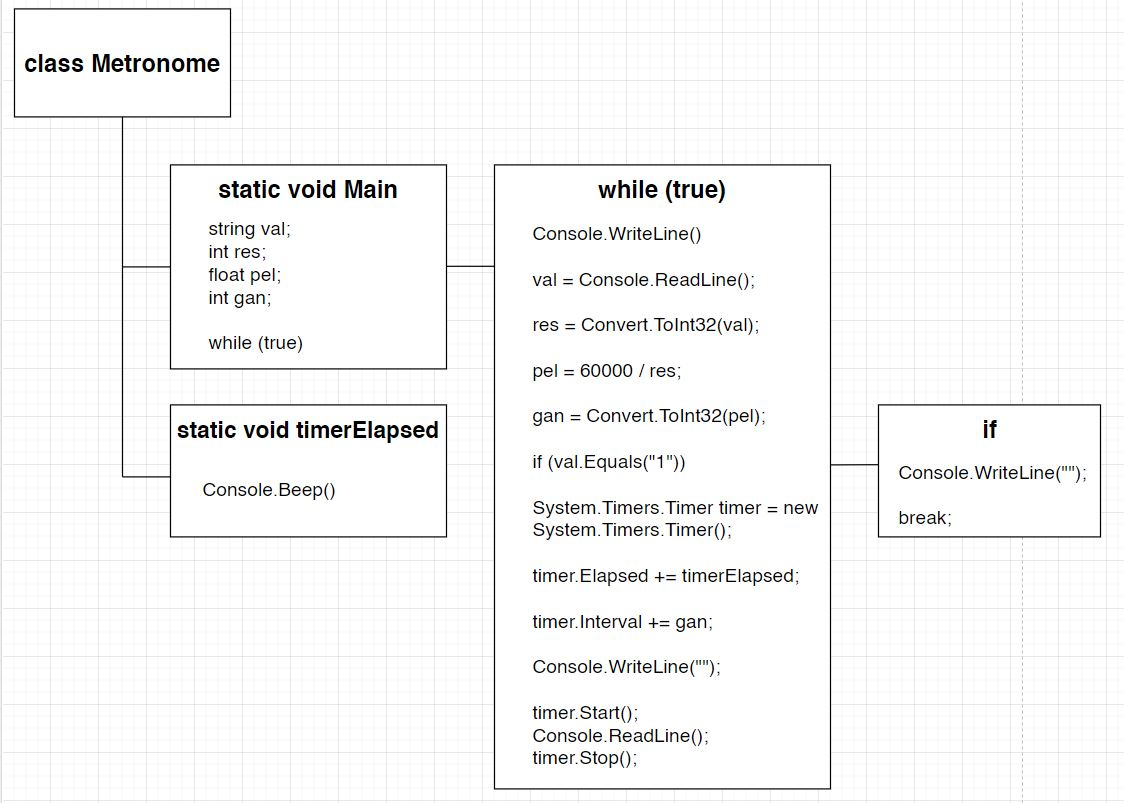 class Metronome
static void Main
string val;
int res;
float pel;
int gan;
while (true)
static void timerElapsed
Console.Beep()
while (true)
Console.WriteLine()
val = Console.ReadLine();
res = Convert.ToInt32(val);
pel = 60000 / res;
gan = Convert.ToInt32(pel);
if (val.Equals("1"))
System.Timers.Timer timer = new
System.Timers.Timer();
timer.Elapsed += timerElapsed;
timer.Interval += gan;
Console.WriteLine("");
timer.Start();
Console.ReadLine();
timer.Stop();
if
Console.WriteLine("");
break;